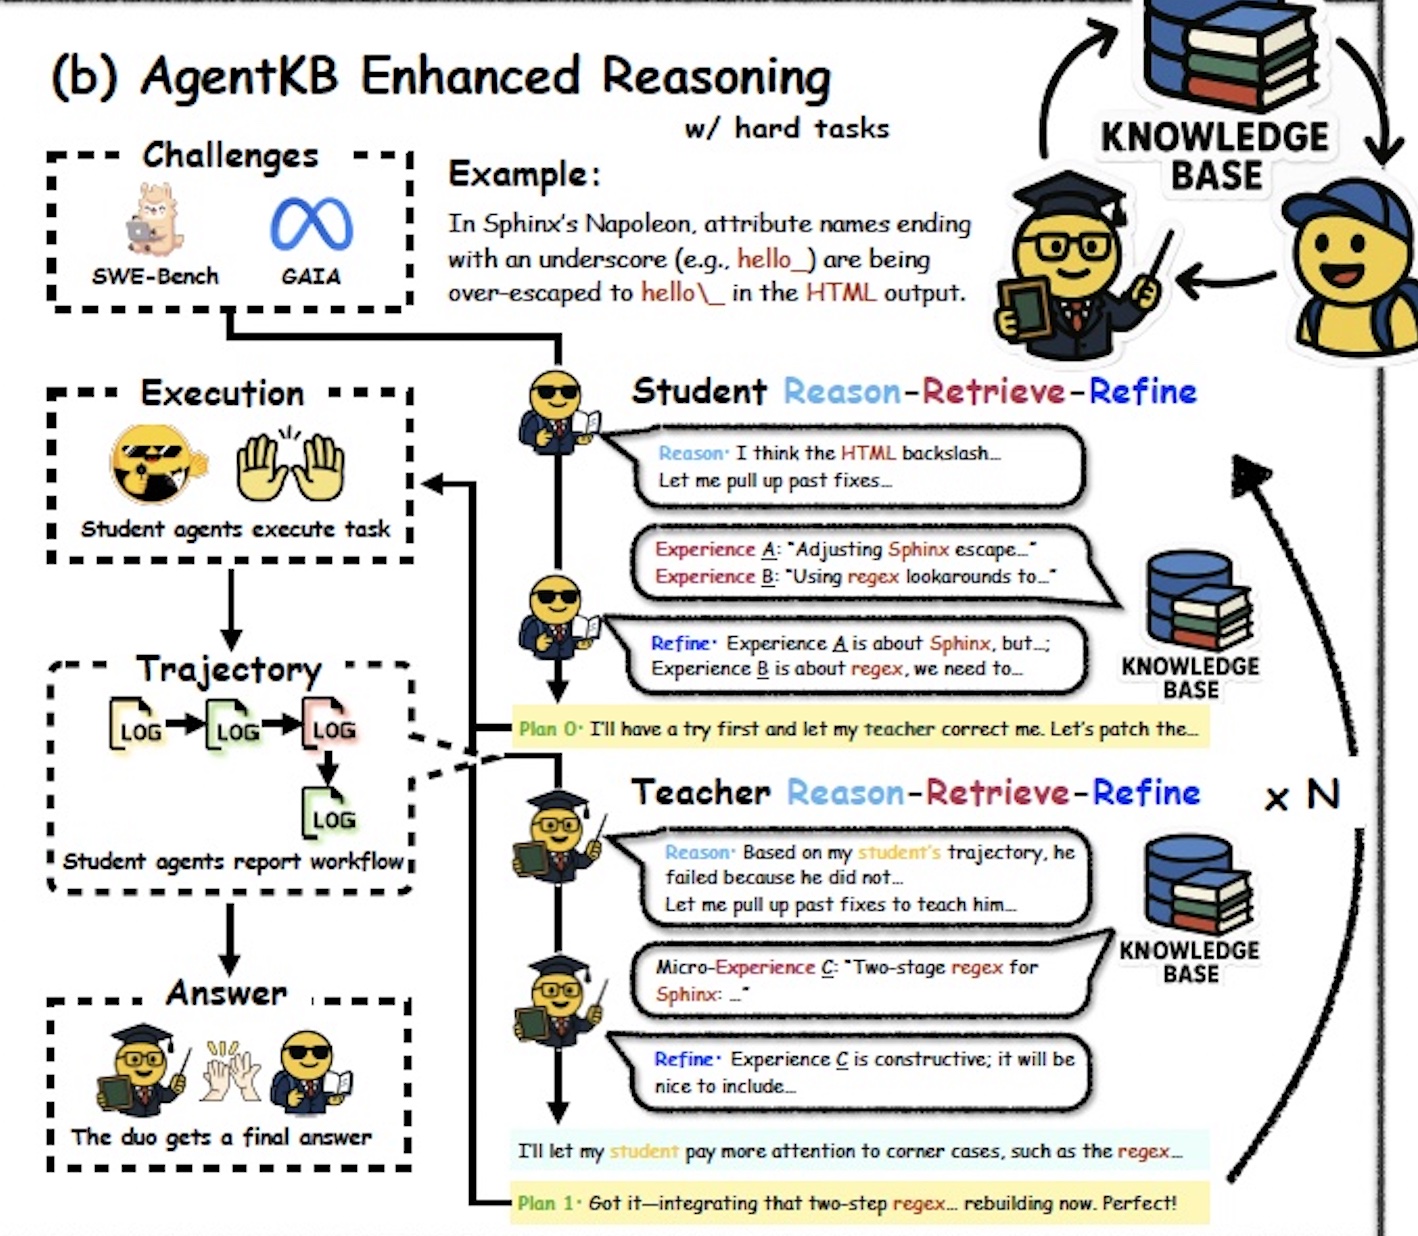 (b) AgentKB Enhanced Reasoning
w/ hard tasks
KNOWLEDGE
BASE
Challenges
SWE-Bench
GAIA
Example:
In Sphinx's Napoleon, attribute names ending
with an underscore (e.g., hello_) are being
over-escaped to hello\_ in the HTML output.
Execution
Student agents execute task
Trajectory
LOG
LOG
LOG
LOG
Student agents report workflow
Answer
The duo gets a final answer
Student Reason-Retrieve-Refine
Reason: I think the HTML backslash...
Let me pull up past fixes...
Experience A: "Adjusting Sphinx escape..."
Experience B: "Using regex lookarounds to..."
Refine: Experience A is about Sphinx, but...;
Experience B is about regex, we need to...
KNOWLEDGE
BASE
Plan 0: I'll have a try first and let my teacher correct me. Let's patch the...
Teacher Reason-Retrieve-Refine
x N
Reason: Based on my student's trajectory, he
failed because he did not...
Let me pull up past fixes to teach him...
Micro-Experience C: "Two-stage regex for
Sphinx: ..."
KNOWLEDGE
BASE
Refine: Experience C is constructive; it will be
nice to include...
I'll let my student pay more attention to corner cases, such as the regex...
Plan 1: Got it—integrating that two-step regex... rebuilding now. Perfect!